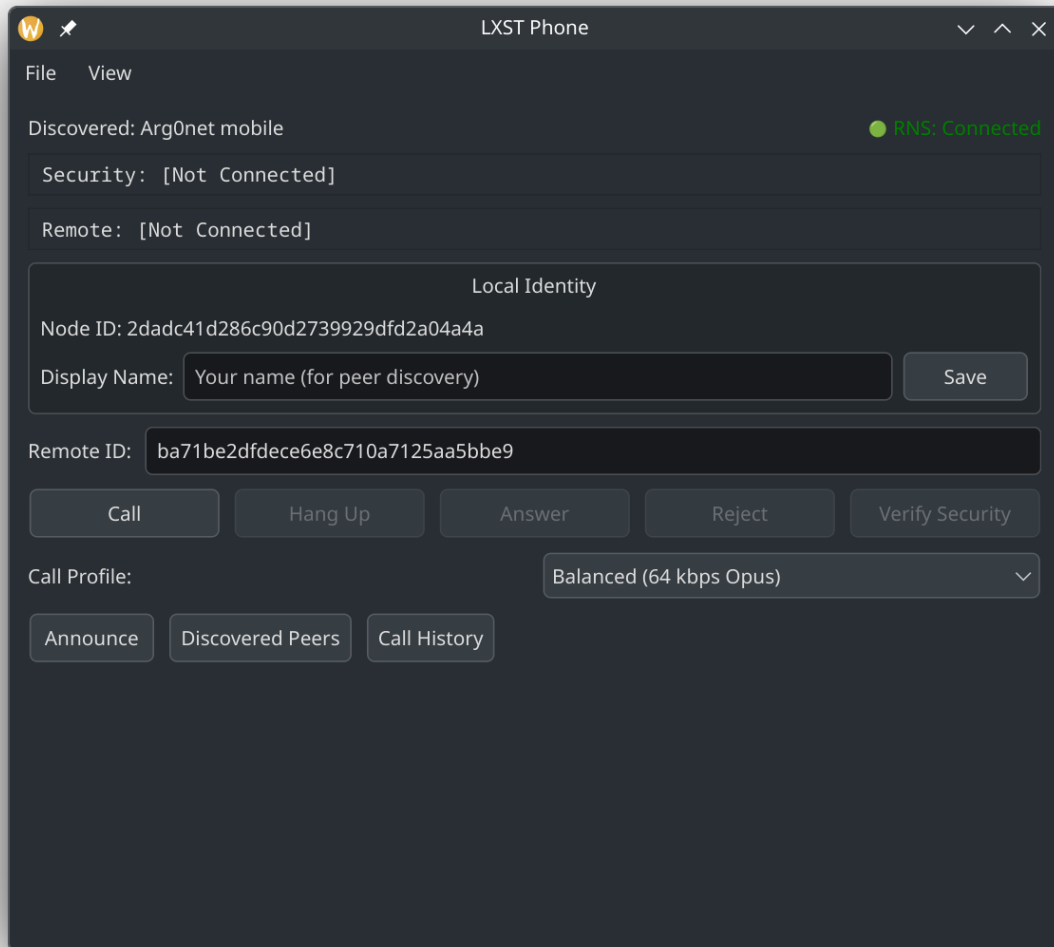 LXST Phone
File View
Discovered: Arg0net mobile
RNS: Connected
Security: [Not Connected]
Remote: [Not Connected]
Local Identity
Node ID: 2dadc41d286c90d2739929dfd2a04a4a
Display Name: Your name (for peer discovery) Save
Remote ID: ba71be2dfdece6e8c710a7125aa5bbe9
Call Hang Up Answer Reject Verify Security
Call Profile: Balanced (64 kbps Opus)
Announce Discovered Peers Call History